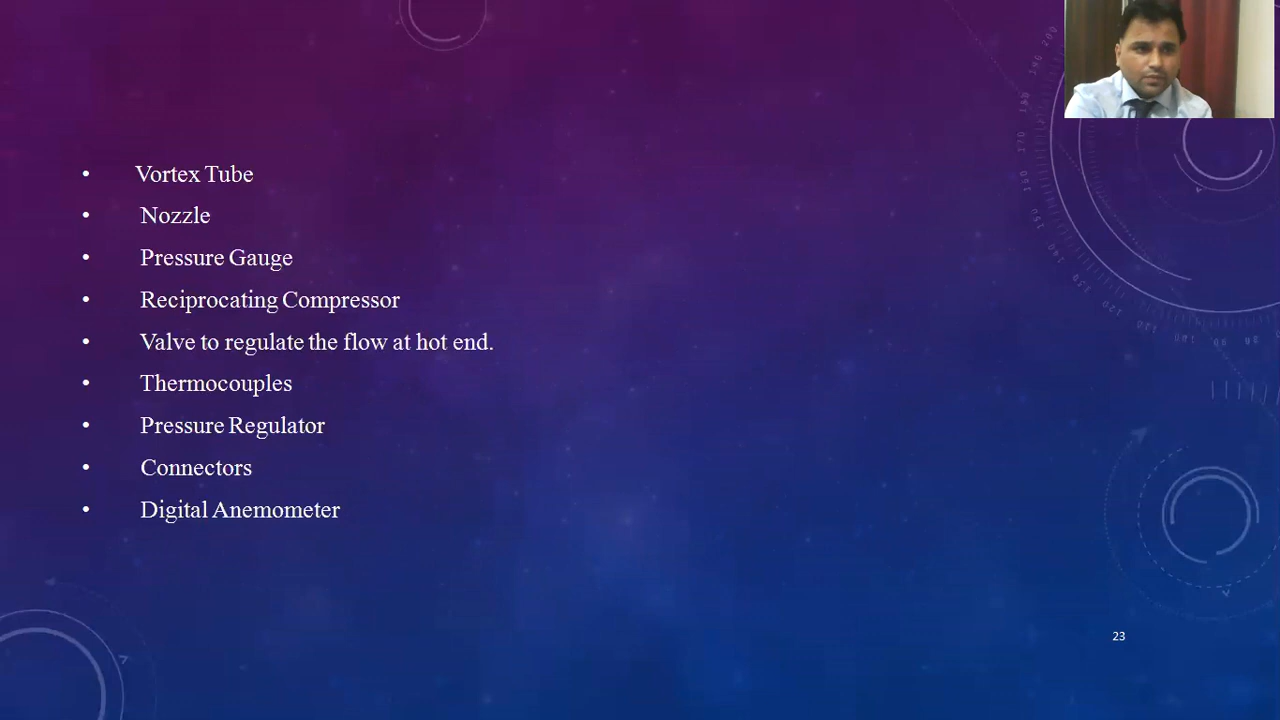 • Vortex Tube
• Nozzle
• Pressure Gauge
• Reciprocating Compressor
• Valve to regulate the flow at hot end.
• Thermocouples
• Pressure Regulator
• Connectors
• Digital Anemometer
23